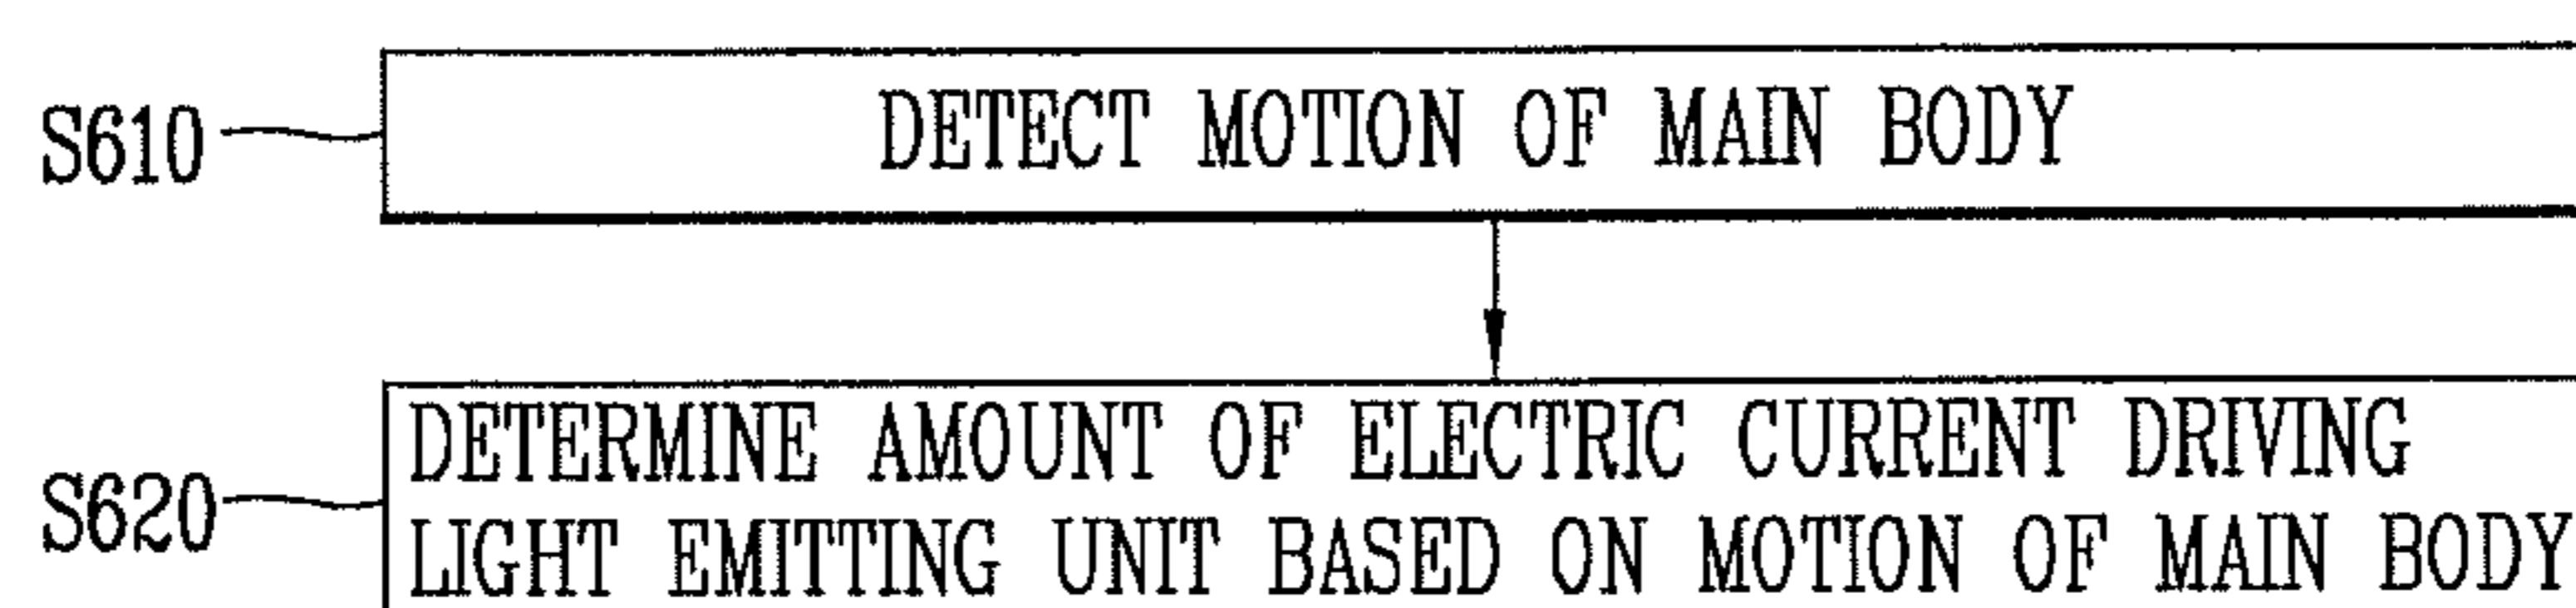 S610 DETECT MOTION OF MAIN BODY
S620 DETERMINE AMOUNT OF ELECTRIC CURRENT DRIVING
LIGHT EMITTING UNIT BASED ON MOTION OF MAIN BODY